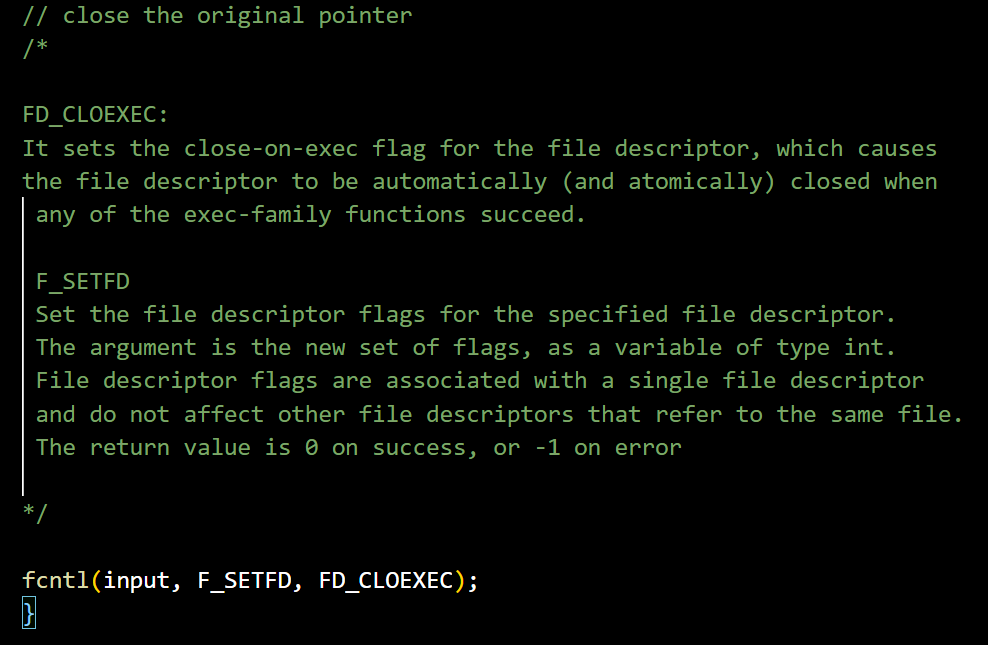 // close the original pointer
/*
FD_CLOEXEC:
It sets the close-on-exec flag for the file descriptor, which causes
the file descriptor to be automatically (and atomically) closed when
any of the exec-family functions succeed.
F_SETFD
Set the file descriptor flags for the specified file descriptor.
The argument is the new set of flags, as a variable of type int.
File descriptor flags are associated with a single file descriptor
and do not affect other file descriptors that refer to the same file.
The return value is 0 on success, or -1 on error
*/
fcntl(input, F_SETFD, FD_CLOEXEC);
}